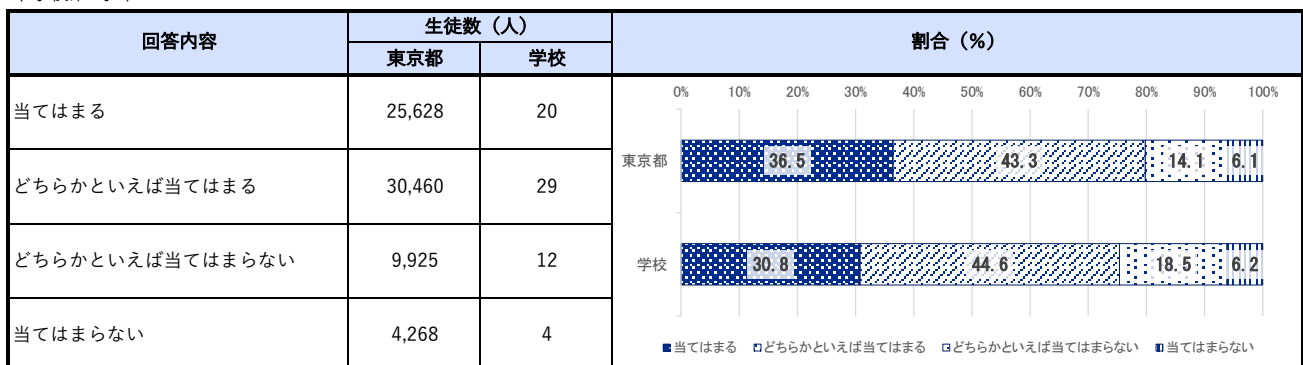 回答内容 生徒数（人） 割合（%）
東京都 学校
当てはまる 25,628 20
どちらかといえば当てはまる 30,460 29
どちらかといえば当てはまらない 9,925 12
当てはまらない 4,268 4
0% 10% 20% 30% 40% 50% 60% 70% 80% 90% 100%
東京都 36.5 43.3 14.1 6.1
学校 30.8 44.6 18.5 6.2
当てはまる どちらかといえば当てはまる どちらかといえば当てはまらない 当てはまらない